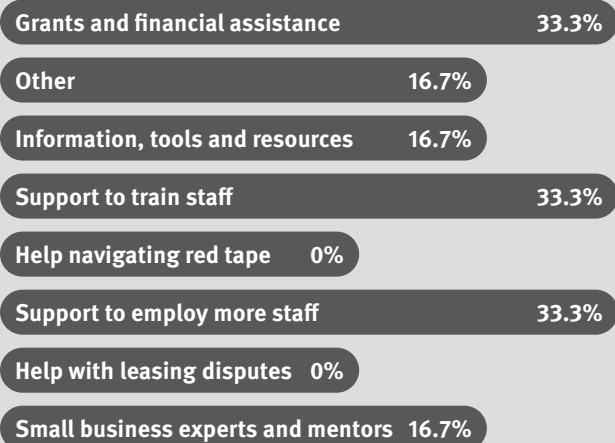 Grants and financial assistance 33.3%
Other 16.7%
Information, tools and resources 16.7%
Support to train staff 33.3%
Help navigating red tape 0%
Support to employ more staff 33.3%
Help with leasing disputes 0%
Small business experts and mentors 16.7%